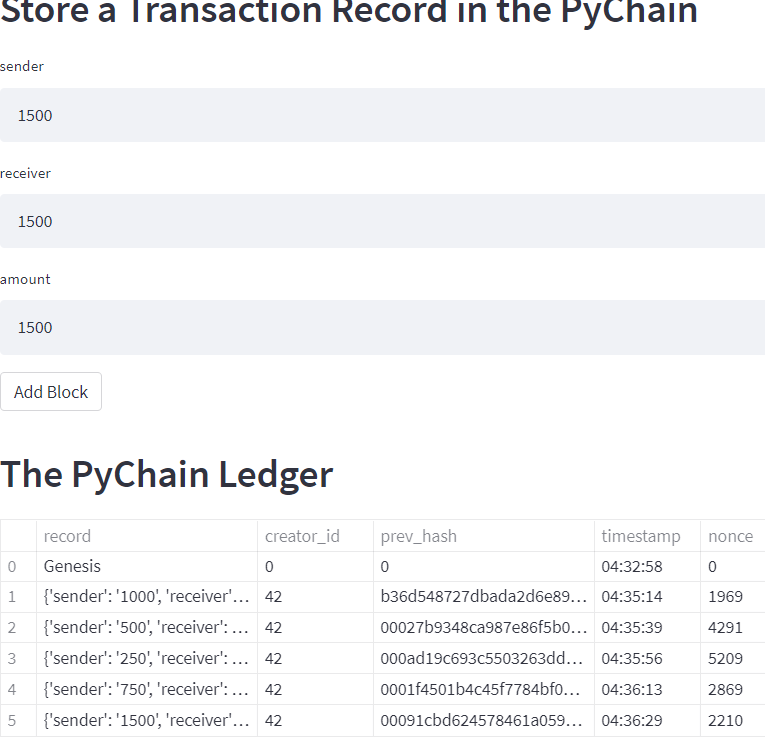 Store a Transaction Record in the PyChain
sender
1500
receiver
1500
amount
1500
Add Block
The PyChain Ledger
record creator_id prev_hash timestamp nonce
0 Genesis 0 0 04:32:58 0
1 {'sender': '1000', 'receiver'... 42 b36d548727dbada2d6e89... 04:35:14 1969
2 {'sender': '500', 'receiver': ... 42 00027b9348ca987e86f5b0... 04:35:39 4291
3 {'sender': '250', 'receiver': ... 42 000ad19c693c5503263dd... 04:35:56 5209
4 {'sender': '750', 'receiver': ... 42 0001f4501b4c45f7784bf0... 04:36:13 2869
5 {'sender': '1500', 'receiver'... 42 00091cbd624578461a059... 04:36:29 2210